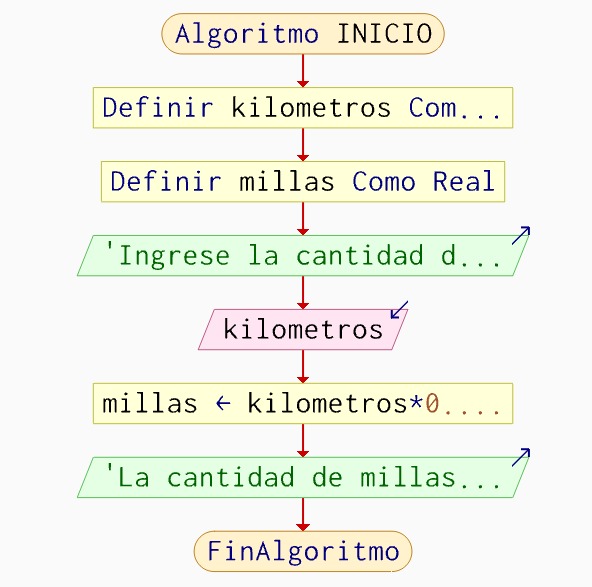 Algoritmo INICIO
Definir kilometros Com...
Definir millas Como Real
'Ingrese la cantidad d...
kilometros
millas ← kilometros*0....
'La cantidad de millas...
FinAlgoritmo